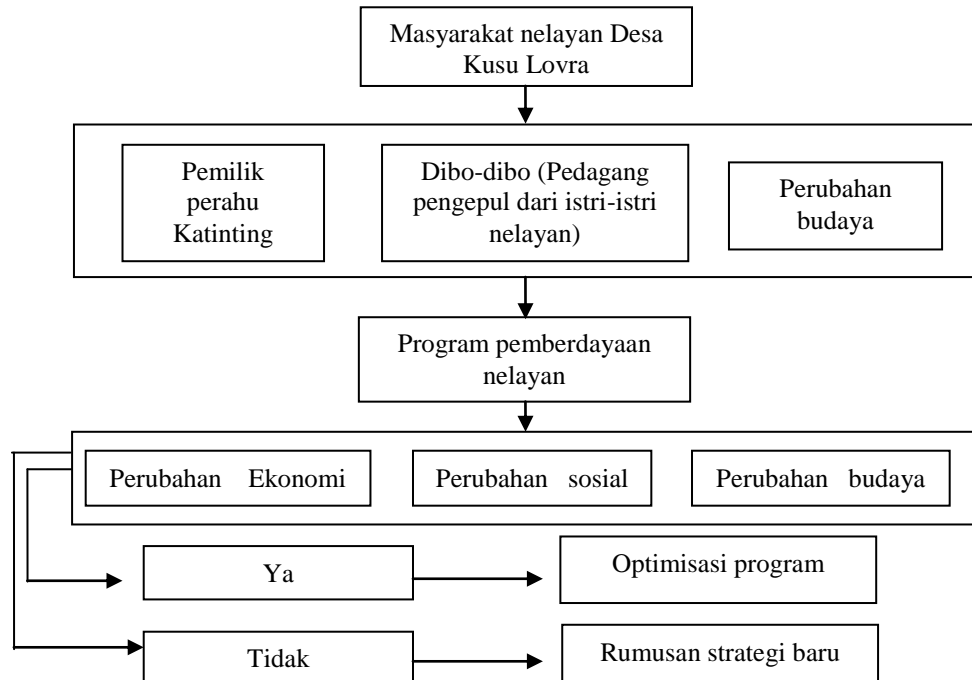 Masyarakat nelayan Desa
Kusu Lovra
Pemilik
perahu
Katinting
Dibo-dibo (Pedagang
pengepul dari istri-istri
nelayan)
Perubahan
budaya
Program pemberdayaan
nelayan
Perubahan Ekonomi
Perubahan sosial
Perubahan budaya
Ya
Optimisasi program
Tidak
Rumusan strategi baru